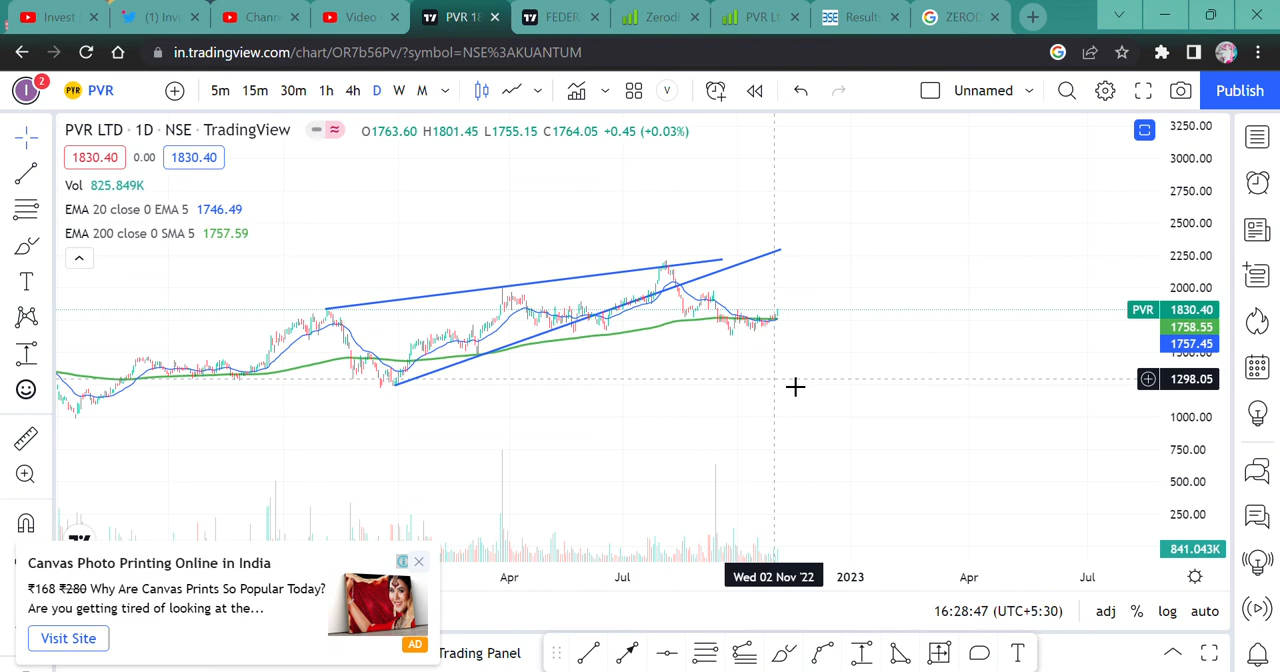 Invest
(1) Inv
Chann
Video
PVR 18
FEDER
Zerodl
PVR L
BSE
Result
ZEROD
in.tradingview.com/chart/OR7b56Pv/?symbol=NSE%3AKUANTUM
2
PVR
PVR
5m
15m
30m
1h
4h
D
W
M
V
Unnamed
Publish
PVR LTD · 1D · NSE · TradingView
O1763.60 H1801.45 L1755.15 C1764.05 +0.45 (+0.03%)
1830.40
0.00
1830.40
Vol 825.849K
EMA 20 close 0 EMA 5 1746.49
EMA 200 close 0 SMA 5 1757.59
3250.00
3000.00
2750.00
2500.00
2250.00
2000.00
PVR 1830.40
1758.55
1757.45
1500.00
1298.05
1000.00
750.00
500.00
250.00
841.043K
Apr
Jul
Wed 02 Nov '22
2023
Apr
Jul
16:28:47 (UTC+5:30)
adj
%
log
auto
Canvas Photo Printing Online in India
₹168 ₹280 Why Are Canvas Prints So Popular Today?
Are you getting tired of looking at the...
Visit Site
AD
Trading Panel